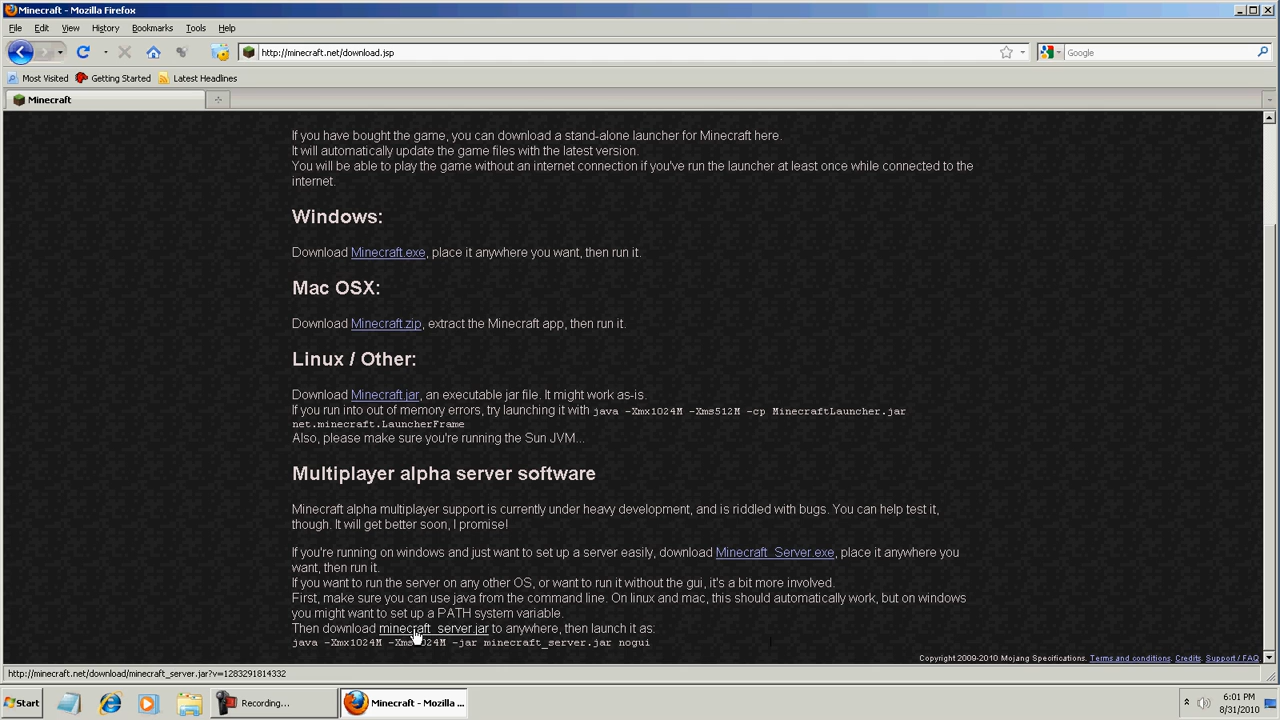 Minecraft - Mozilla Firefox
File Edit View History Bookmarks Tools Help
http://minecraft.net/download.jsp
Google
Most Visited Getting Started Latest Headlines
Minecraft
If you have bought the game, you can download a stand-alone launcher for Minecraft here.
It will automatically update the game files with the latest version.
You will be able to play the game without an internet connection if you've run the launcher at least once while connected to the
internet.
Windows:
Download Minecraft.exe, place it anywhere you want, then run it.
Mac OSX:
Download Minecraft.zip, extract the Minecraft app, then run it.
Linux / Other:
Download Minecraft.jar, an executable jar file. It might work as-is.
If you run into out of memory errors, try launching it with java -Xmx1024M -Xms512M -cp MinecraftLauncher.jar
net.minecraft.LauncherFrame
Also, please make sure you're running the Sun JVM...
Multiplayer alpha server software
Minecraft alpha multiplayer support is currently under heavy development, and is riddled with bugs. You can help test it,
though. It will get better soon, I promise!
If you're running on windows and just want to set up a server easily, download Minecraft_Server.exe, place it anywhere you
want, then run it.
If you want to run the server on any other OS, or want to run it without the gui, it's a bit more involved.
First, make sure you can use java from the command line. On linux and mac, this should automatically work, but on windows
you might want to set up a PATH system variable.
Then download minecraft_server.jar to anywhere, then launch it as:
java -Xmx1024M -Xms1024M -jar minecraft_server.jar nogui
Copyright 2009-2010 Mojang Specifications. Terms and conditions. Credits. Support / FAQ
http://minecraft.net/download/minecraft_server.jar?v=1283291814332
Start Recording... Minecraft - Mozilla ... 6:01 PM
8/31/2010